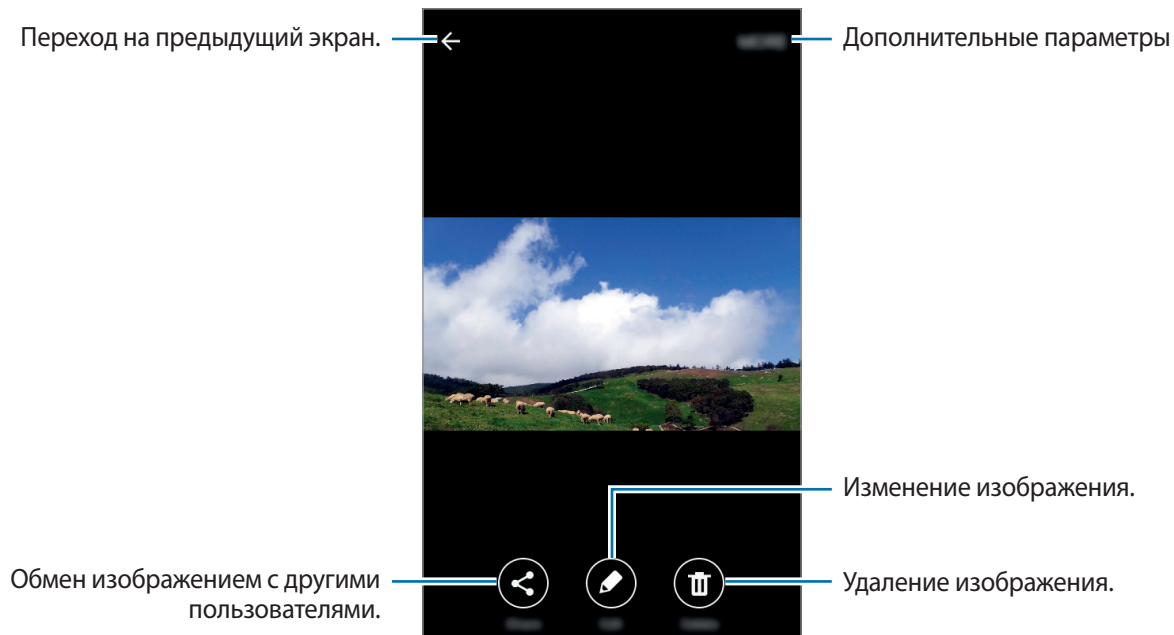 Переход на предыдущий экран.
Дополнительные параметры
Изменение изображения.
Обмен изображением с другими
пользователями.
Удаление изображения.